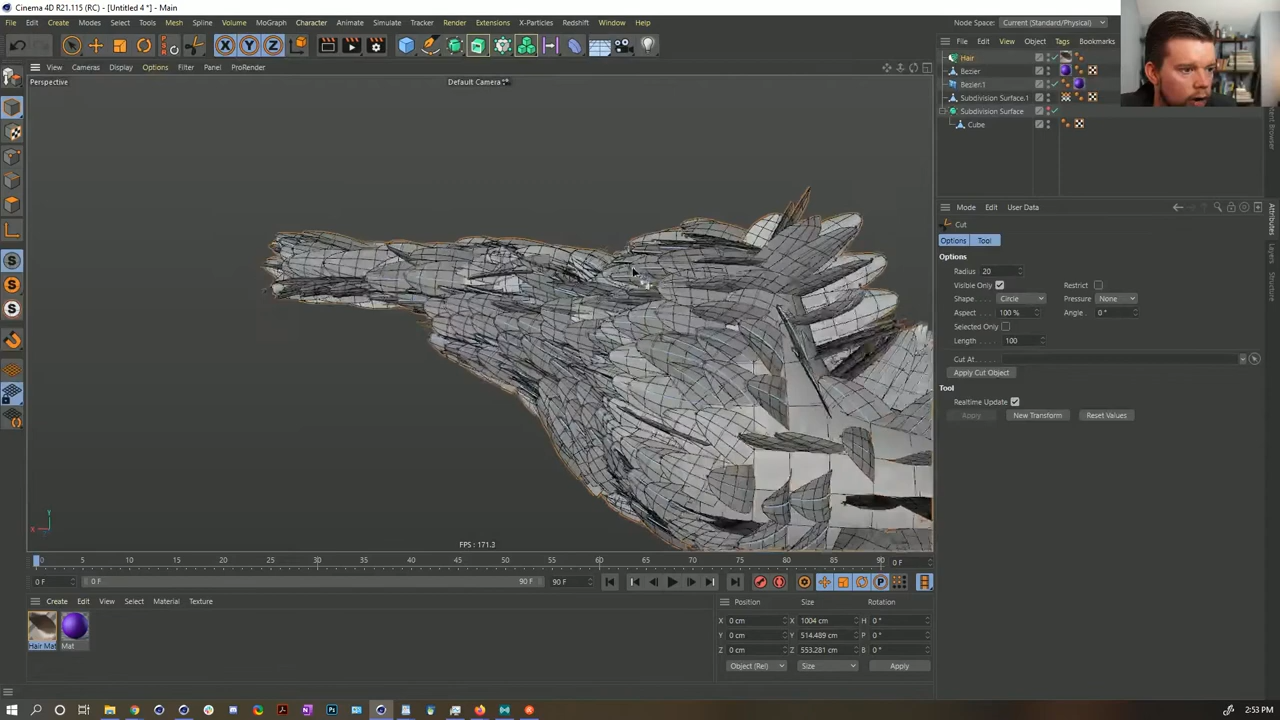 Cinema 4D R21.115 (RC) - [Untitled 4 *] - Main
File Edit Create Modes Select Tools Mesh Spline Volume MoGraph Character Animate Simulate Tracker Render Extensions X-Particles Redshift Window Help
Node Space: Current (Standard/Physical)
File Edit View Object Tags Bookmarks
View Cameras Display Options Filter Panel ProRender
Perspective
Default Camera
Hair
Bezier
Bezier.1
Subdivision Surface.1
Subdivision Surface
Cube
Mode Edit User Data
Cut
Options Tool
Options
Radius 20
Visible Only Restrict
Shape Circle Pressure None
Aspect 100 % Angle 0 °
Selected Only
Length 100
Cut At
Apply Cut Object
Tool
Realtime Update
Apply New Transform Reset Values
Attributes
Layers
Structure
Y
X
FPS : 171.3
0 5 10 15 20 25 30 35 40 45 50 55 60 65 70 75 80 85 90 0 F
0 F 0 F 90 F 90 F
Create Edit View Select Material Texture
Hair Mat Mat
Position Size Rotation
X 0 cm X 1004 cm H 0 °
Y 0 cm Y 514.489 cm P 0 °
Z 0 cm Z 553.281 cm B 0 °
Object (Rel) Size Apply
2:53 PM